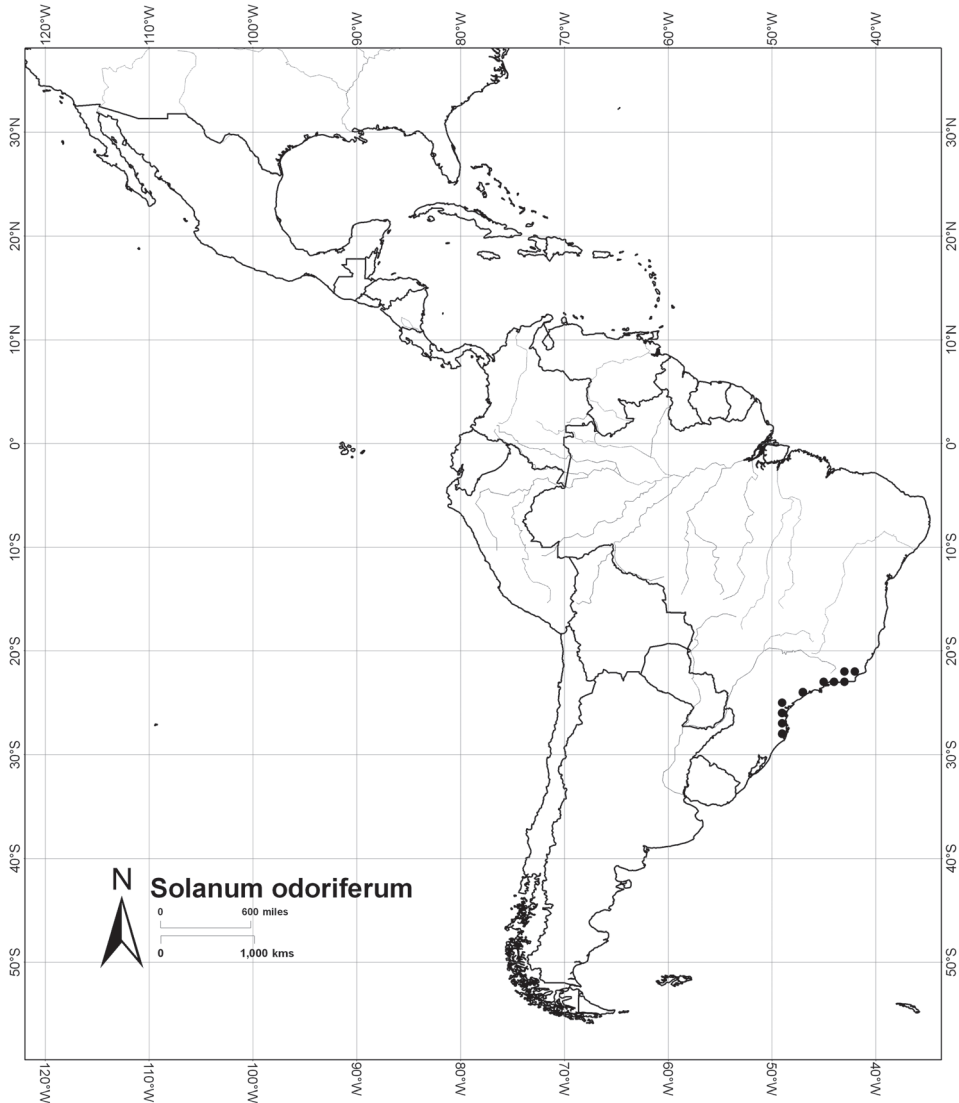 120°W 110°W 100°W 90°W 80°W 70°W 60°W 50°W 40°W
30°N 30°N
20°N 20°N
10°N 10°N
0° 0°
10°S 10°S
20°S 20°S
30°S 30°S
40°S 40°S
N
Solanum odoriferum
0 600 miles
0 1,000 kms
50°S 50°S
120°W 110°W 100°W 90°W 80°W 70°W 60°W 50°W 40°W